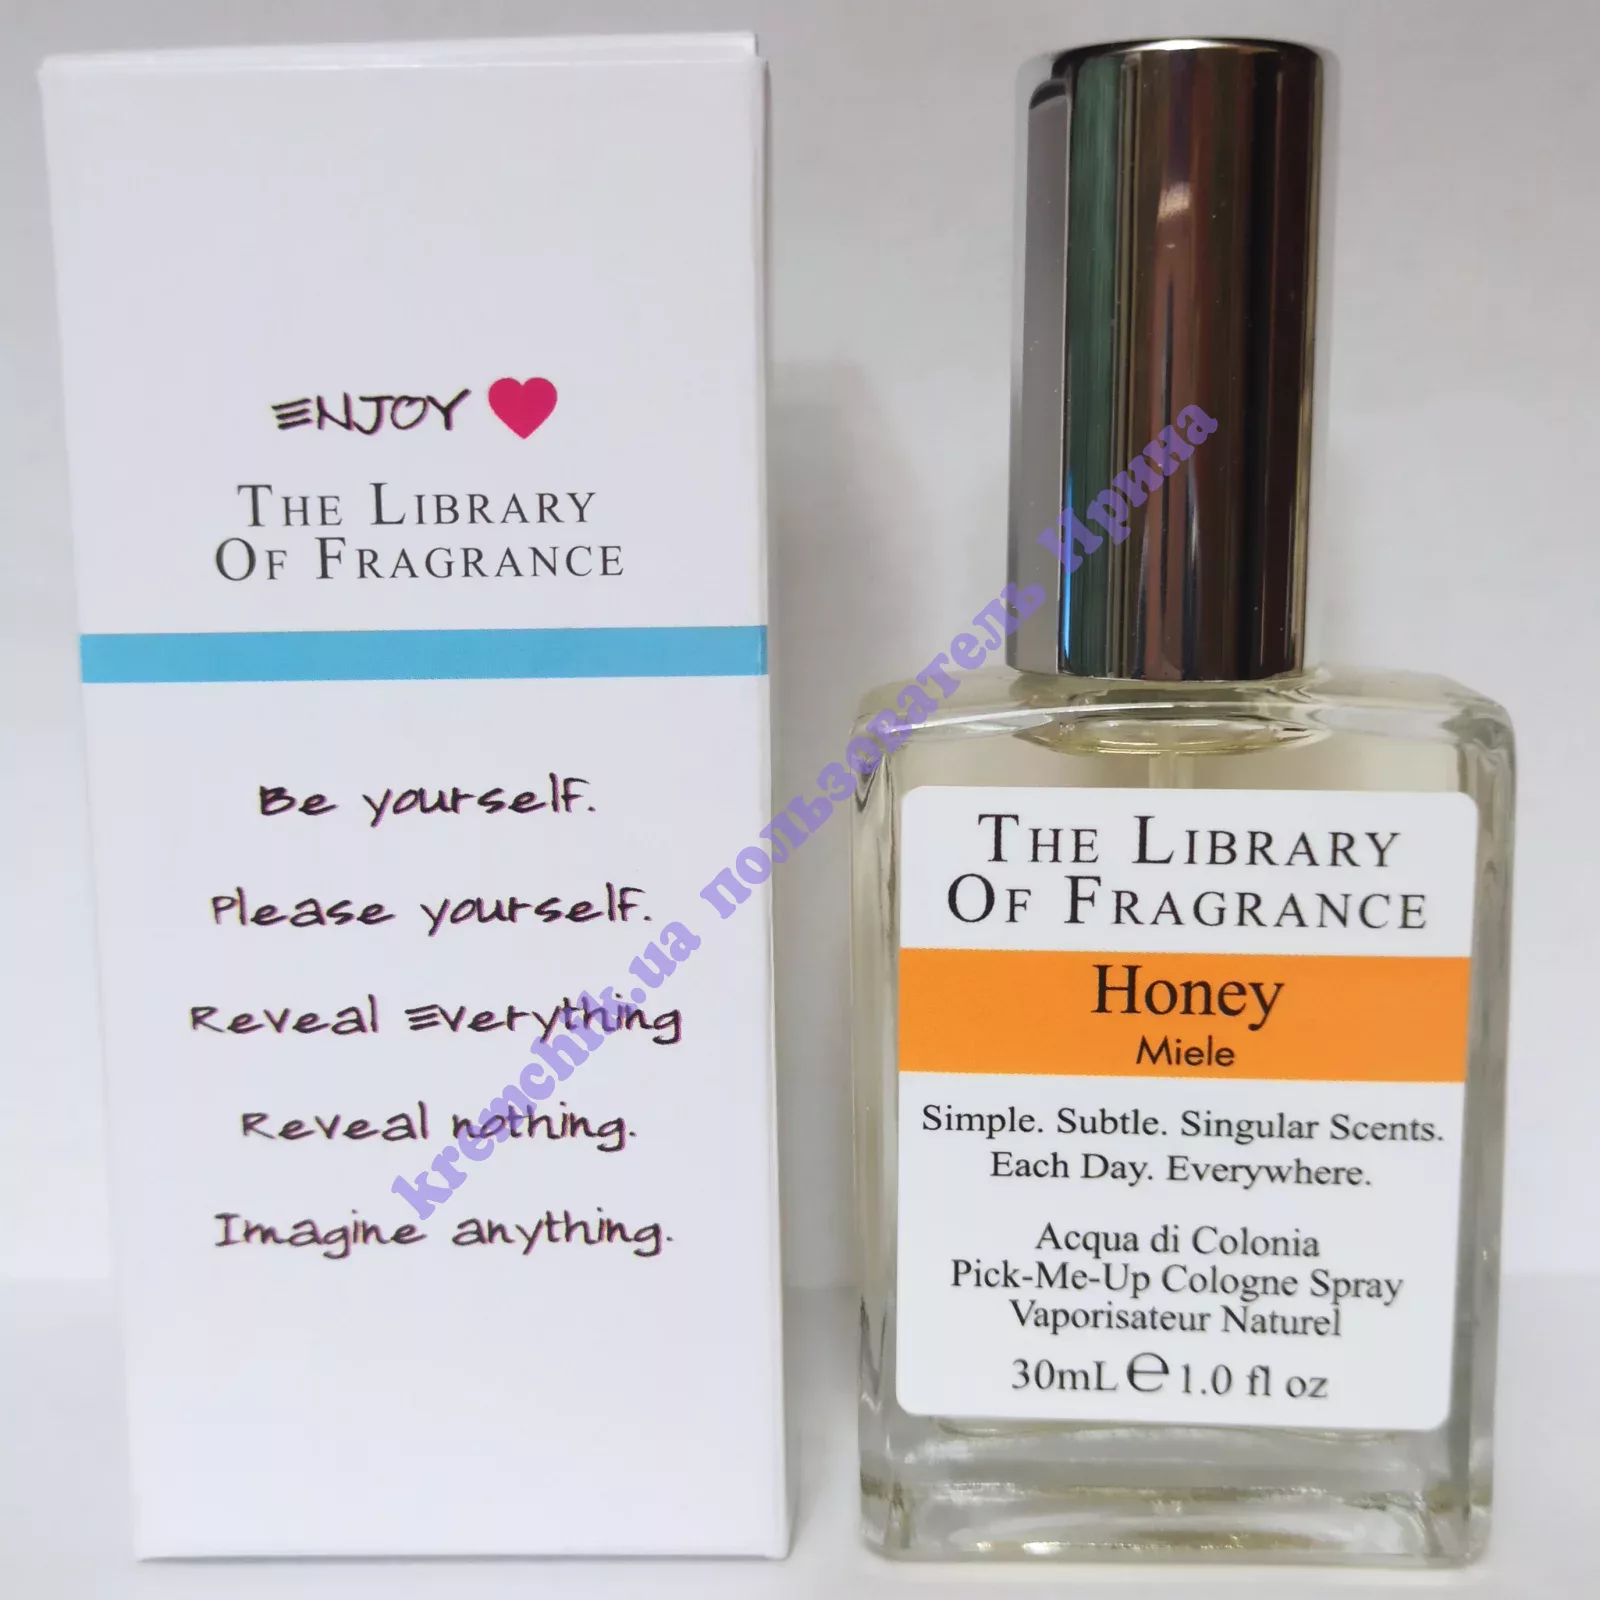 ENJOY
THE LIBRARY
OF FRAGRANCE
Be yourself.
Please yourself.
Reveal Everything
Reveal nothing.
Imagine anything.
THE LIBRARY
OF FRAGRANCE
Honey
Miele
Simple. Subtle. Singular Scents.
Each Day. Everywhere.
Acqua di Colonia
Pick-Me-Up Cologne Spray
Vaporisateur Naturel
30mL ℮ 1.0 fl oz
kremchik.ua пользователь Ирина